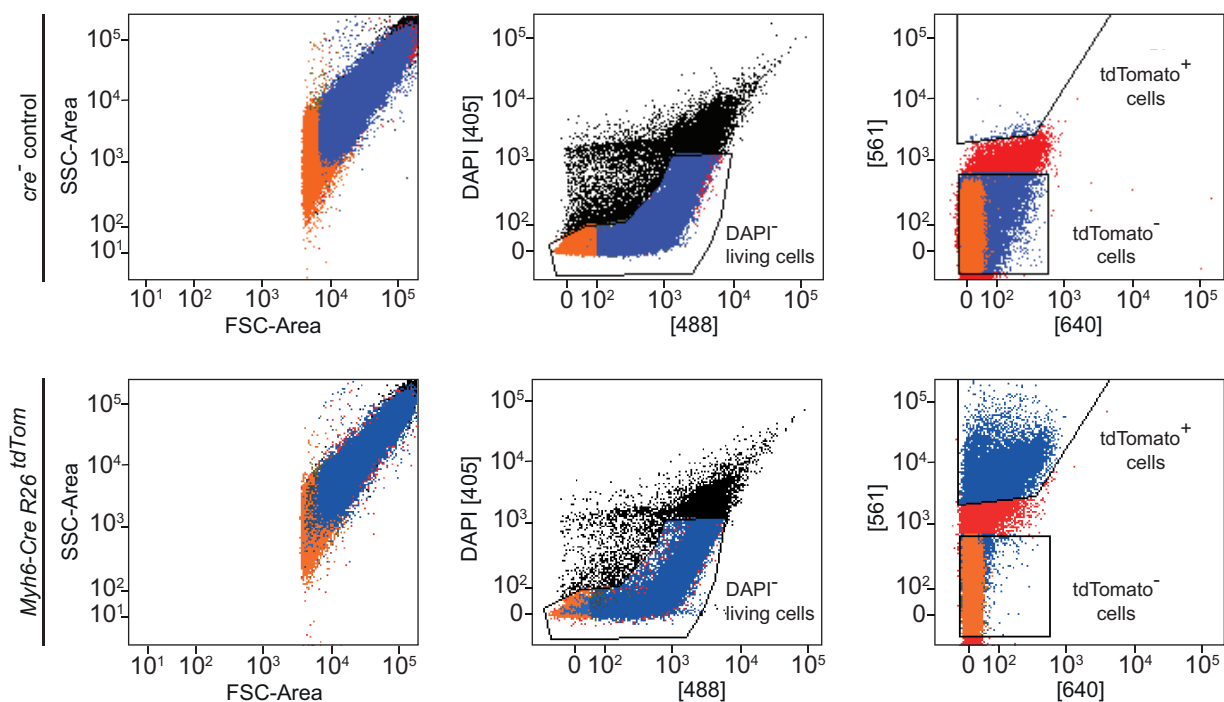 cre⁻ control
SSC-Area
10⁵
10⁴
10³
10²
10¹
10¹ 10² 10³ 10⁴ 10⁵
FSC-Area
DAPI [405]
10⁵
10⁴
10³
10²
0
DAPI⁻
living cells
0 10² 10³ 10⁴ 10⁵
[488]
[561]
10⁵
10⁴
10³
10²
0
tdTomato⁺
cells
tdTomato⁻
cells
0 10² 10³ 10⁴ 10⁵
[640]
Myh6-Cre R26 tdTom
SSC-Area
10⁵
10⁴
10³
10²
10¹
10¹ 10² 10³ 10⁴ 10⁵
FSC-Area
DAPI [405]
10⁵
10⁴
10³
10²
0
DAPI⁻
living cells
0 10² 10³ 10⁴ 10⁵
[488]
[561]
10⁵
10⁴
10³
10²
0
tdTomato⁺
cells
tdTomato⁻
cells
0 10² 10³ 10⁴ 10⁵
[640]